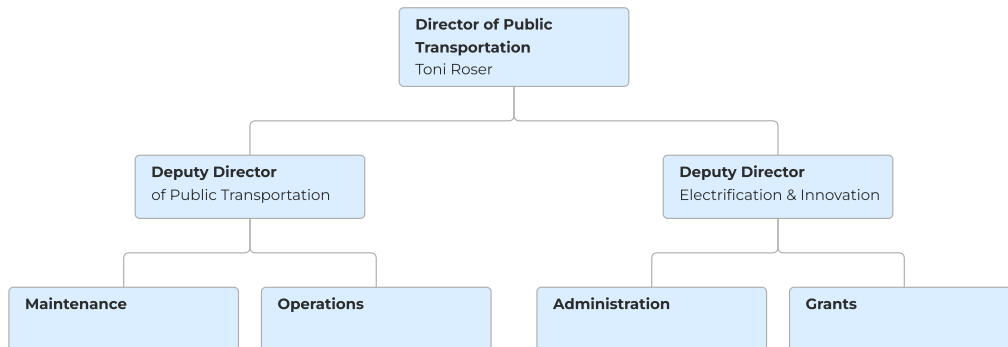 Director of Public
Transportation
Toni Roser
Deputy Director
of Public Transportation
Deputy Director
Electrification & Innovation
Maintenance
Operations
Administration
Grants